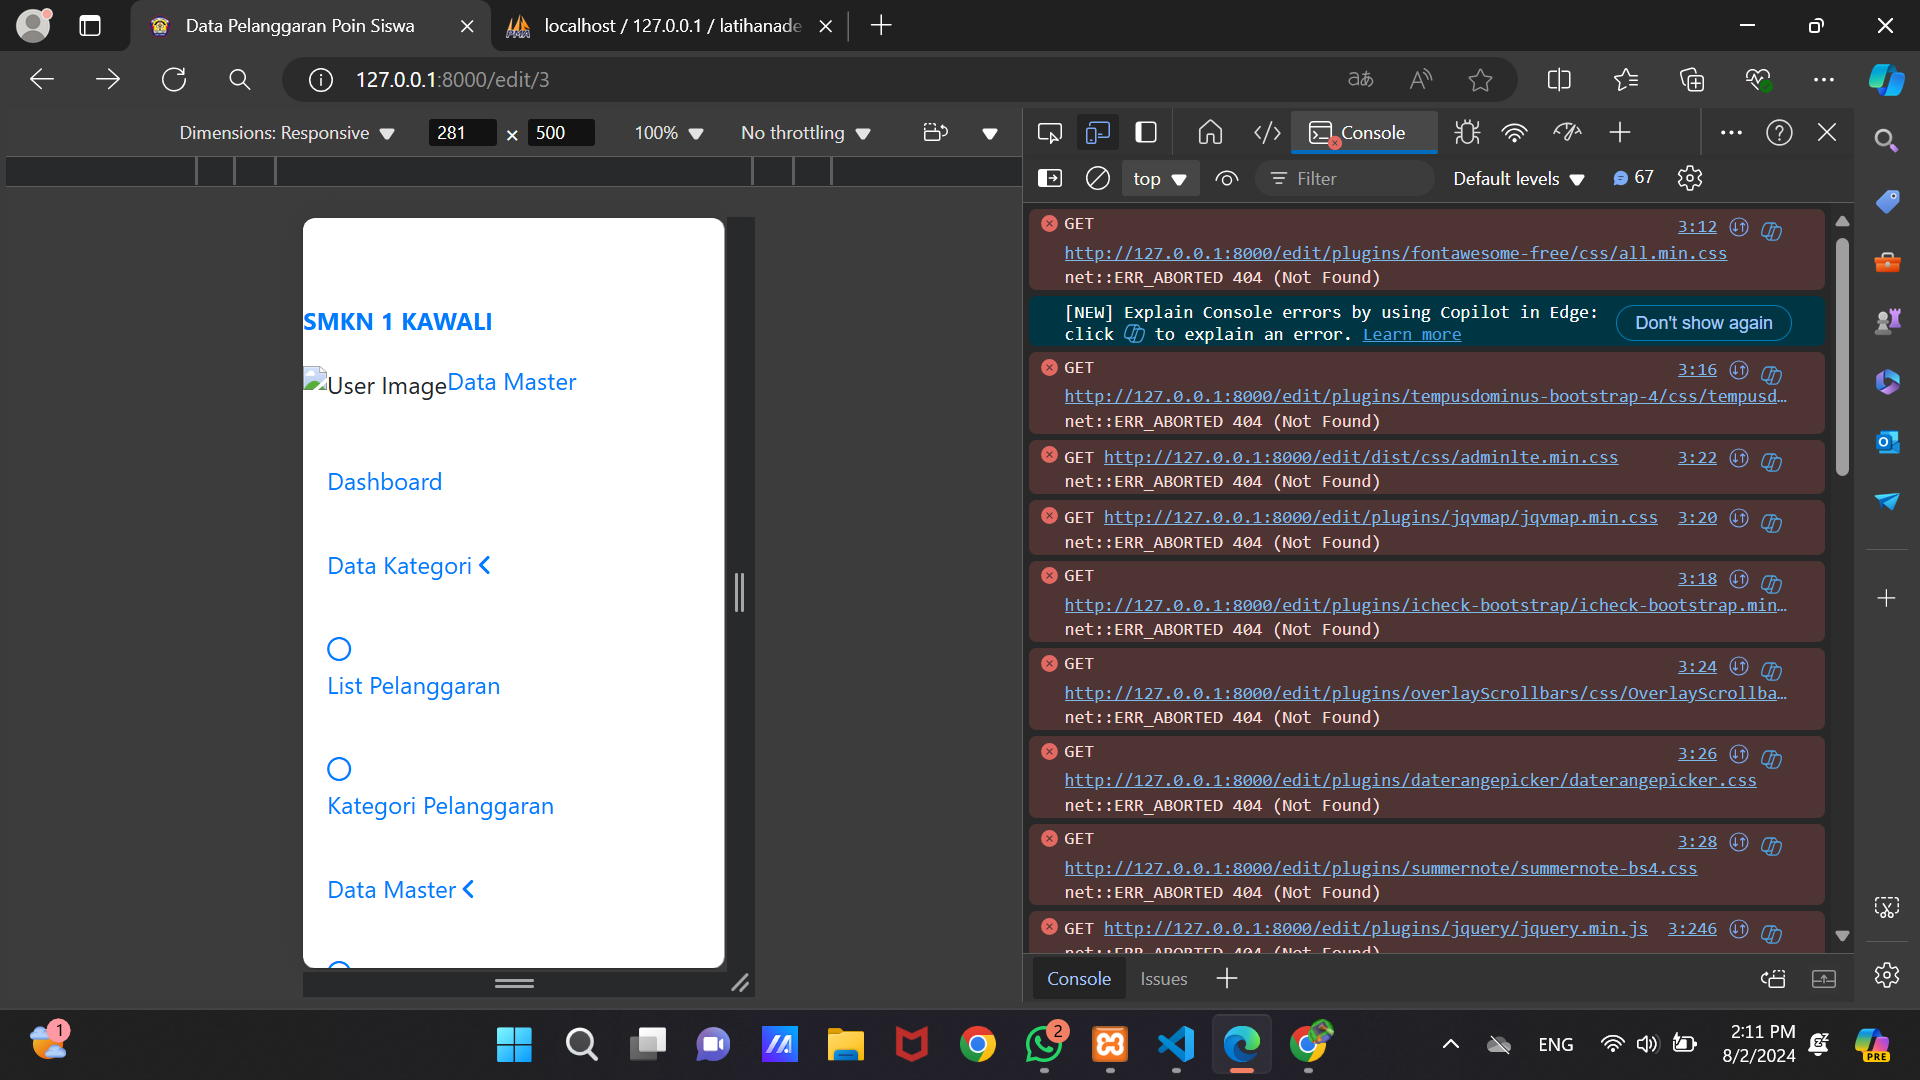 Data Pelanggaran Poin Siswa
localhost / 127.0.0.1 / latihanade
127.0.0.1:8000/edit/3
Dimensions: Responsive
281 × 500
100%
No throttling
Console
top
Filter
Default levels
67
SMKN 1 KAWALI
User Image
Data Master
Dashboard
Data Kategori
List Pelanggaran
Kategori Pelanggaran
Data Master
GET 3:12
http://127.0.0.1:8000/edit/plugins/fontawesome-free/css/all.min.css
net::ERR_ABORTED 404 (Not Found)
[NEW] Explain Console errors by using Copilot in Edge:
click to explain an error. Learn more
Don't show again
GET 3:16
http://127.0.0.1:8000/edit/plugins/tempusdominus-bootstrap-4/css/tempusd…
net::ERR_ABORTED 404 (Not Found)
GET http://127.0.0.1:8000/edit/dist/css/adminlte.min.css 3:22
net::ERR_ABORTED 404 (Not Found)
GET http://127.0.0.1:8000/edit/plugins/jqvmap/jqvmap.min.css 3:20
net::ERR_ABORTED 404 (Not Found)
GET 3:18
http://127.0.0.1:8000/edit/plugins/icheck-bootstrap/icheck-bootstrap.min…
net::ERR_ABORTED 404 (Not Found)
GET 3:24
http://127.0.0.1:8000/edit/plugins/overlayScrollbars/css/OverlayScrollba…
net::ERR_ABORTED 404 (Not Found)
GET 3:26
http://127.0.0.1:8000/edit/plugins/daterangepicker/daterangepicker.css
net::ERR_ABORTED 404 (Not Found)
GET 3:28
http://127.0.0.1:8000/edit/plugins/summernote/summernote-bs4.css
net::ERR_ABORTED 404 (Not Found)
GET http://127.0.0.1:8000/edit/plugins/jquery/jquery.min.js 3:246
net::ERR_ABORTED 404 (Not Found)
Console
Issues
1
2
ENG
2:11 PM
8/2/2024
PRE